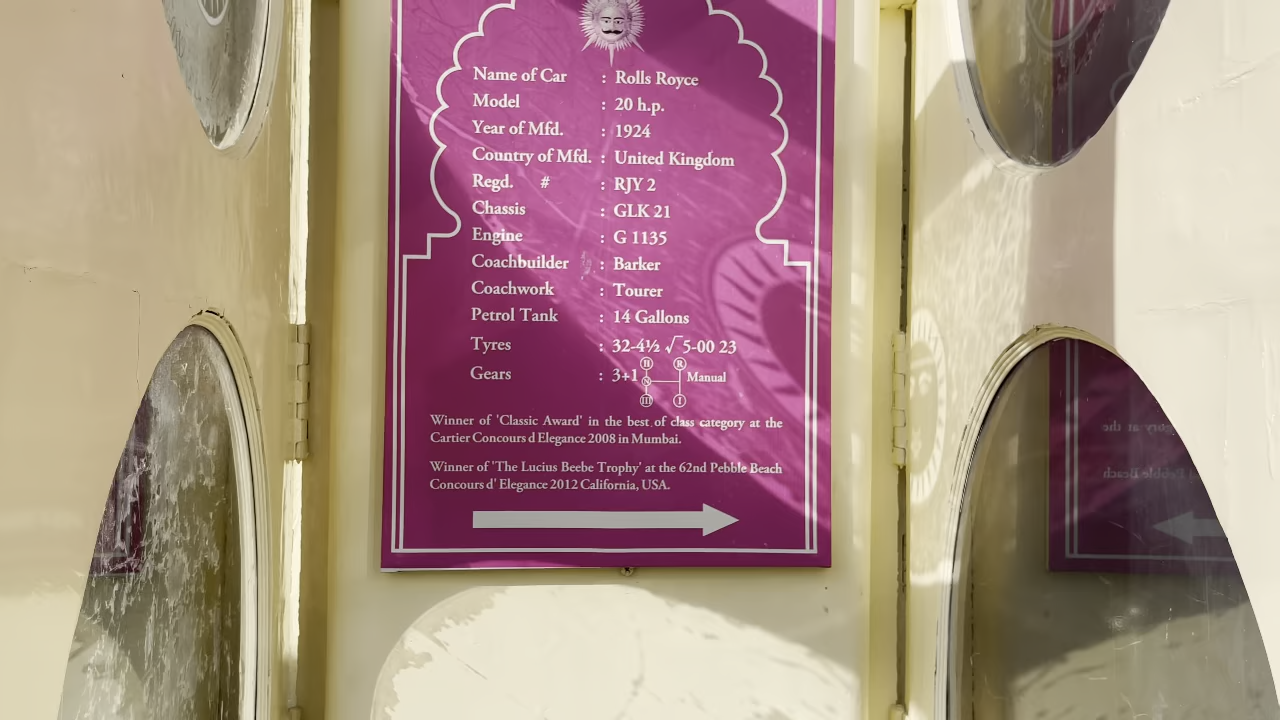 Name of Car : Rolls Royce
Model : 20 h.p.
Year of Mfd. : 1924
Country of Mfd. : United Kingdom
Regd. # : RJY 2
Chassis : GLK 21
Engine : G 1135
Coachbuilder : Barker
Coachwork : Tourer
Petrol Tank : 14 Gallons
Tyres : 32-4½ √5-00 23
Gears : 3+1 II R N III I Manual
Winner of 'Classic Award' in the best of class category at the
Cartier Concours d Elegance 2008 in Mumbai.
Winner of 'The Lucius Beebe Trophy' at the 62nd Pebble Beach
Concours d' Elegance 2012 California, USA.